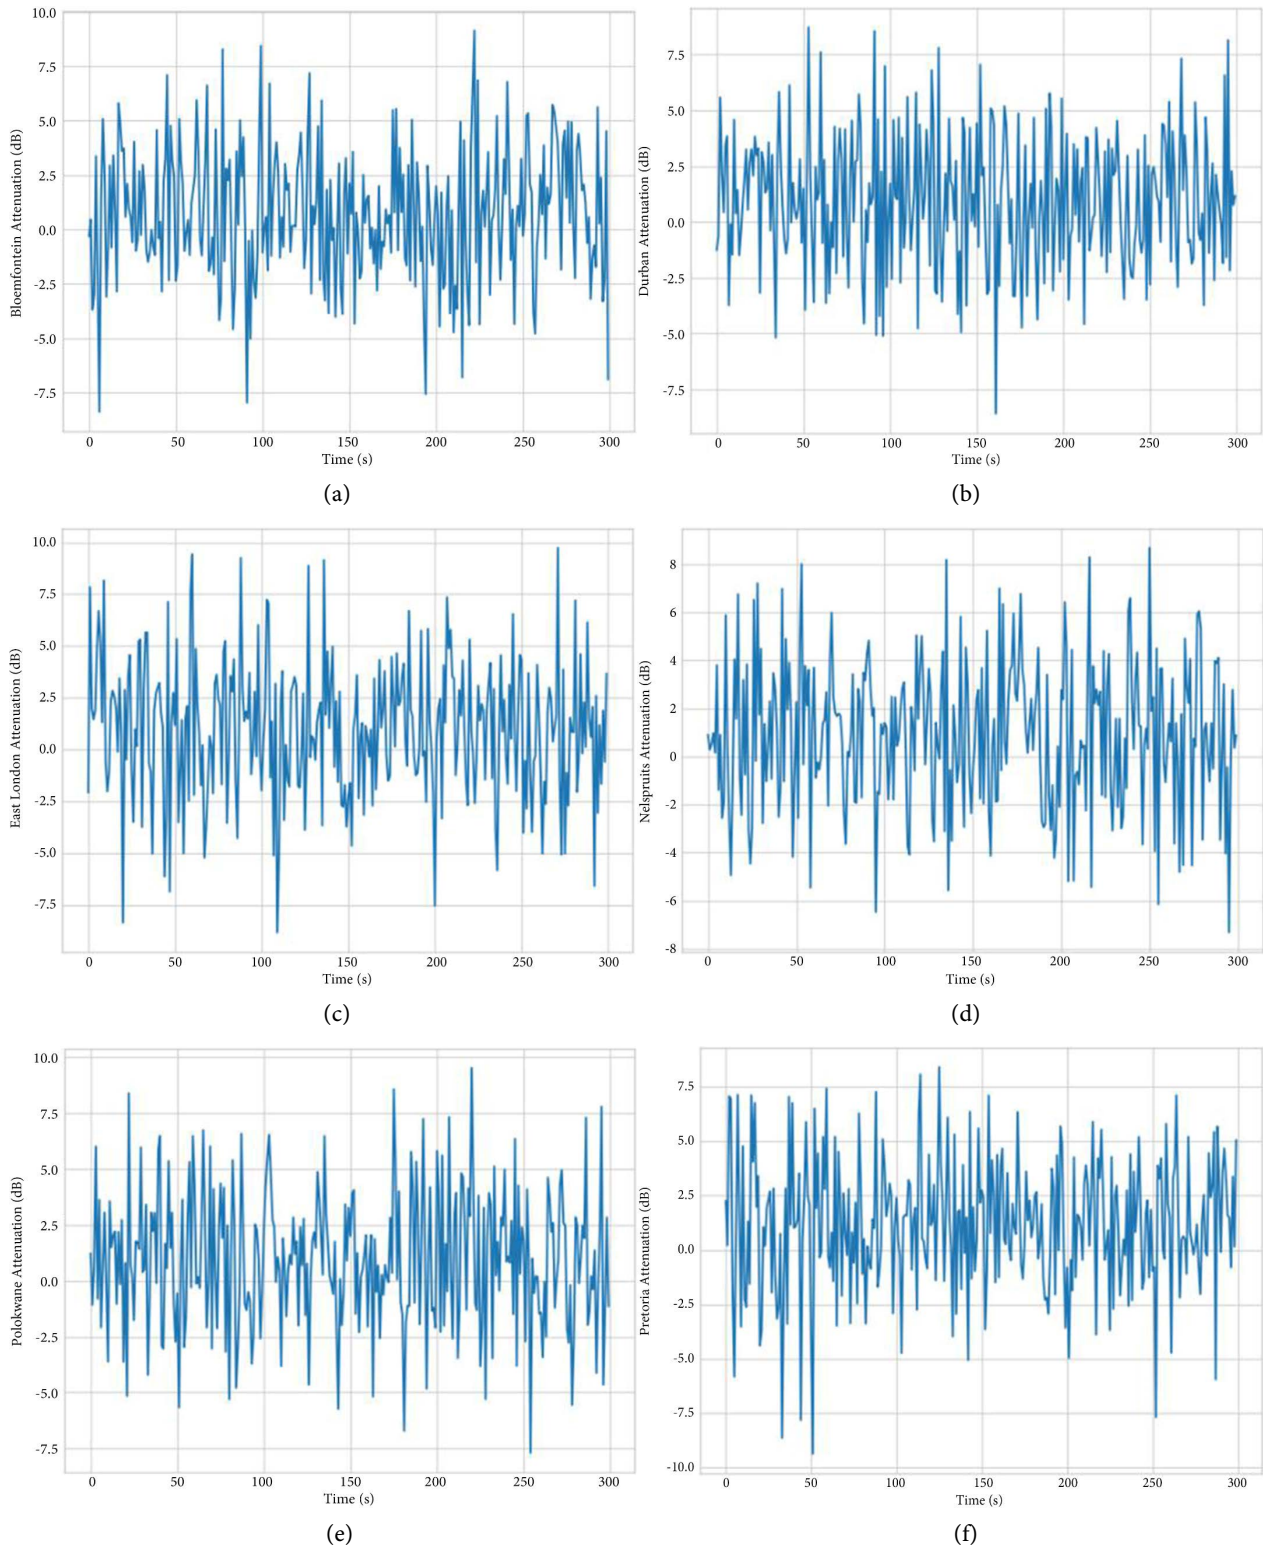 10.0
7.5
5.0
2.5
0.0
-2.5
-5.0
-7.5
Bloemfontein Attenuation (dB)
0 50 100 150 200 250 300
Time (s)
(a)
7.5
5.0
2.5
0.0
-2.5
-5.0
-7.5
Durban Attenuation (dB)
0 50 100 150 200 250 300
Time (s)
(b)
10.0
7.5
5.0
2.5
0.0
-2.5
-5.0
-7.5
East London Attenuation (dB)
0 50 100 150 200 250 300
Time (s)
(c)
8
6
4
2
0
-2
-4
-6
-8
Nelspruits Attenuation (dB)
0 50 100 150 200 250 300
Time (s)
(d)
10.0
7.5
5.0
2.5
0.0
-2.5
-5.0
-7.5
Polokwane Attenuation (dB)
0 50 100 150 200 250 300
Time (s)
(e)
7.5
5.0
2.5
0.0
-2.5
-5.0
-7.5
-10.0
Pretoria Attenuation (dB)
0 50 100 150 200 250 300
Time (s)
(f)